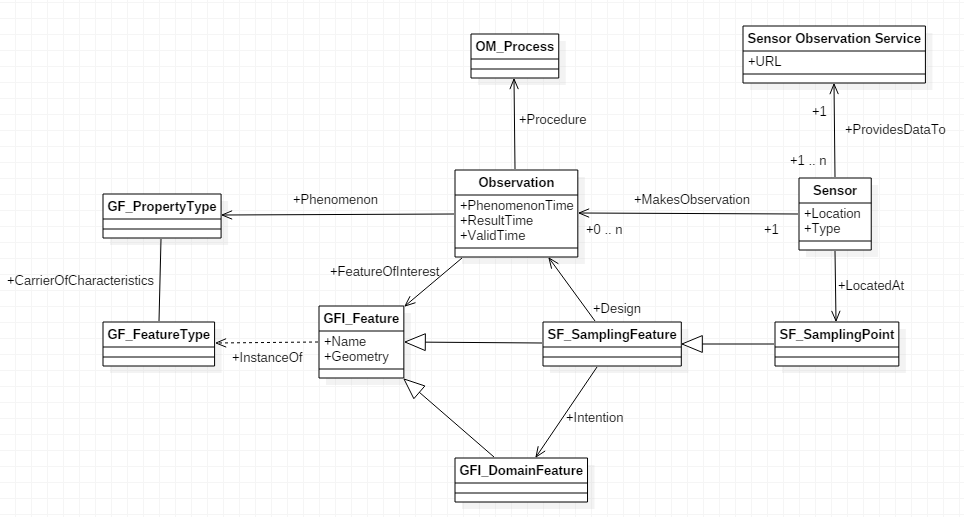 OM_Process
Sensor Observation Service
+URL
+1
+Procedure
+ProvidesDataTo
+1 .. n
Observation
+PhenomenonTime
+ResultTime
+ValidTime
Sensor
+Location
+Type
GF_PropertyType
+Phenomenon
+MakesObservation
+0 .. n
+1
+CarrierOfCharacteristics
+FeatureOfInterest
+LocatedAt
+Design
GFI_Feature
+Name
+Geometry
GF_FeatureType
SF_SamplingFeature
SF_SamplingPoint
+InstanceOf
+Intention
GFI_DomainFeature